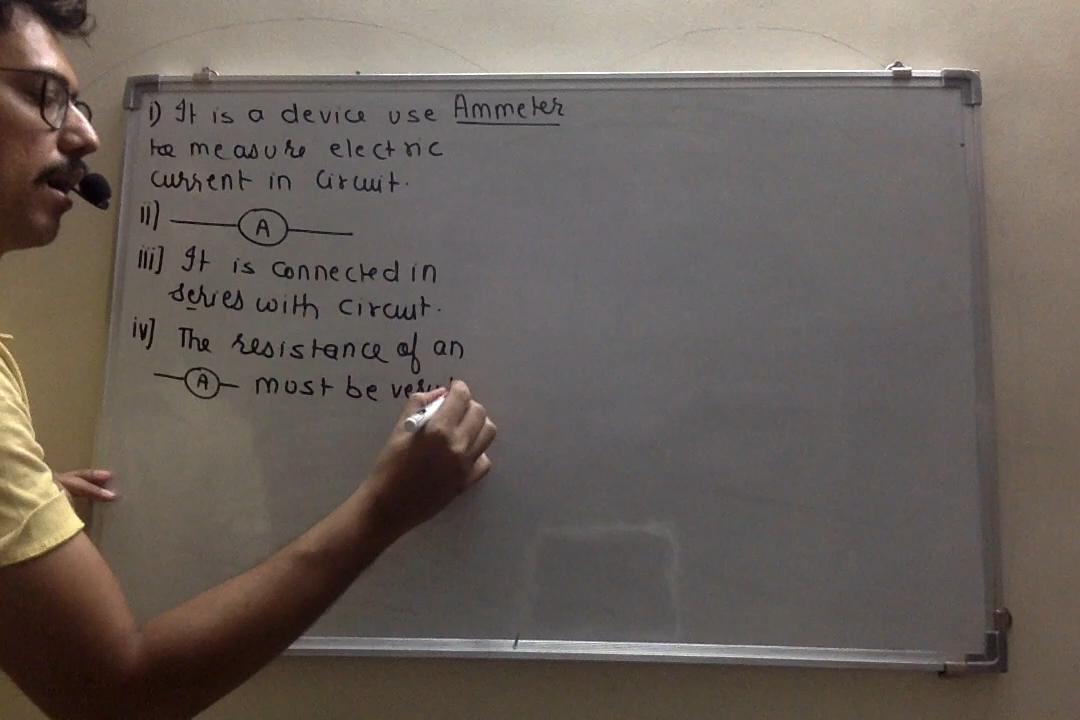 i) It is a device use Ammeter
to measure electric
current in circuit.
ii] A
iii] It is connected in
series with circuit.
iv] The resistance of an
A must be very